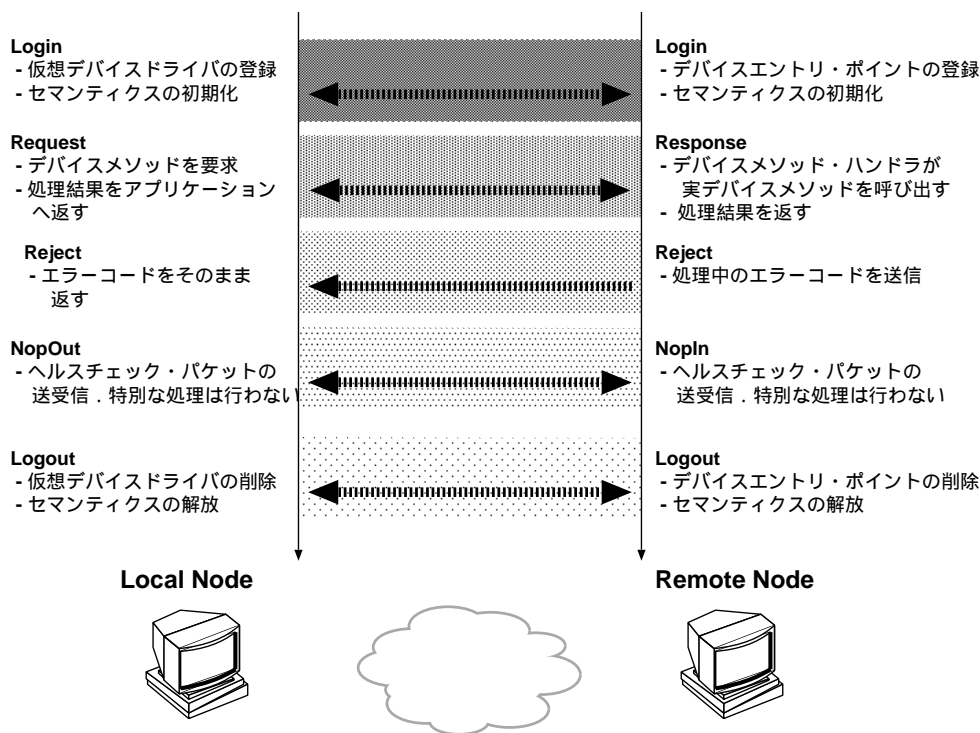 Login
- 仮想デバイスドライバの登録
- セマンティクスの初期化
Login
- デバイスエントリ・ポイントの登録
- セマンティクスの初期化
Request
- デバイスメソッドを要求
- 処理結果をアプリケーション
へ返す
Response
- デバイスメソッド・ハンドラが
実デバイスメソッドを呼び出す
- 処理結果を返す
Reject
- エラーコードをそのまま
返す
Reject
- 処理中のエラーコードを送信
NopOut
- ヘルスチェック・パケットの
送受信．特別な処理は行わない
NopIn
- ヘルスチェック・パケットの
送受信．特別な処理は行わない
Logout
- 仮想デバイスドライバの削除
- セマンティクスの解放
Logout
- デバイスエントリ・ポイントの削除
- セマンティクスの解放
Local Node
Remote Node